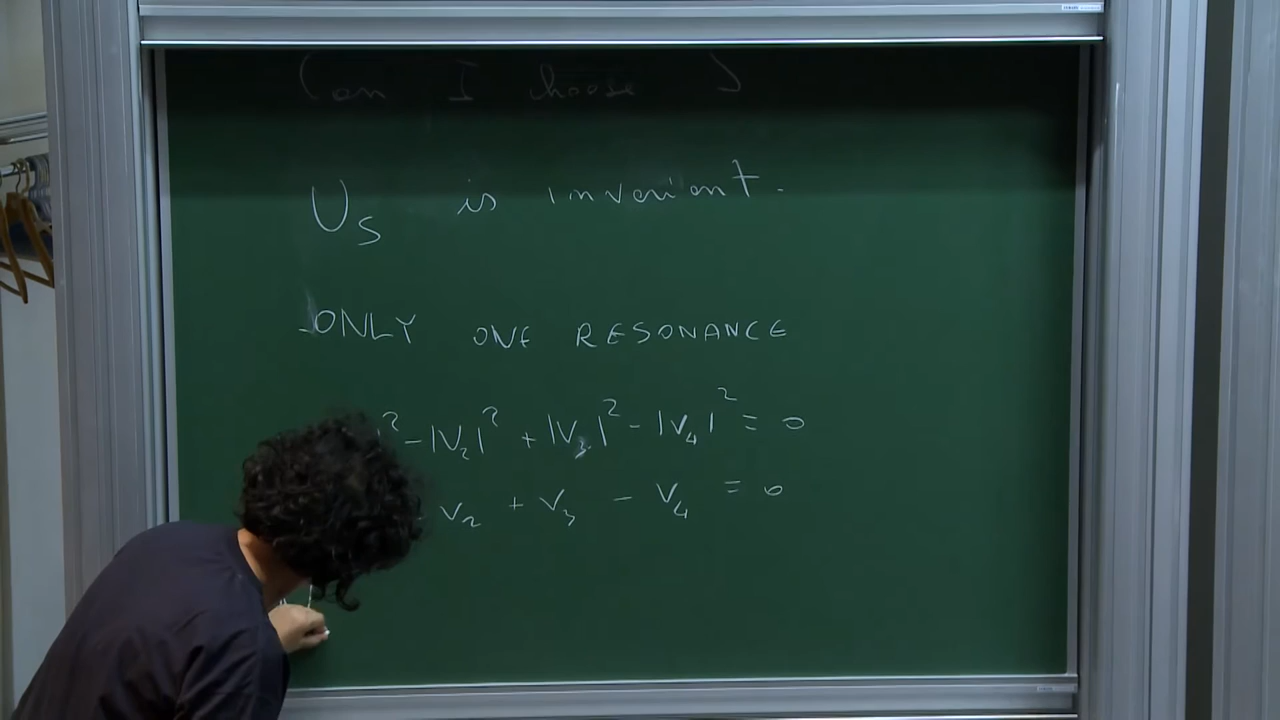 Can I choose S
U_S is invariant.
ONLY ONE RESONANCE
|² - |V₂|² + |V₃|² - |V₄|² = 0
- V₂ + V₃ - V₄ = 0